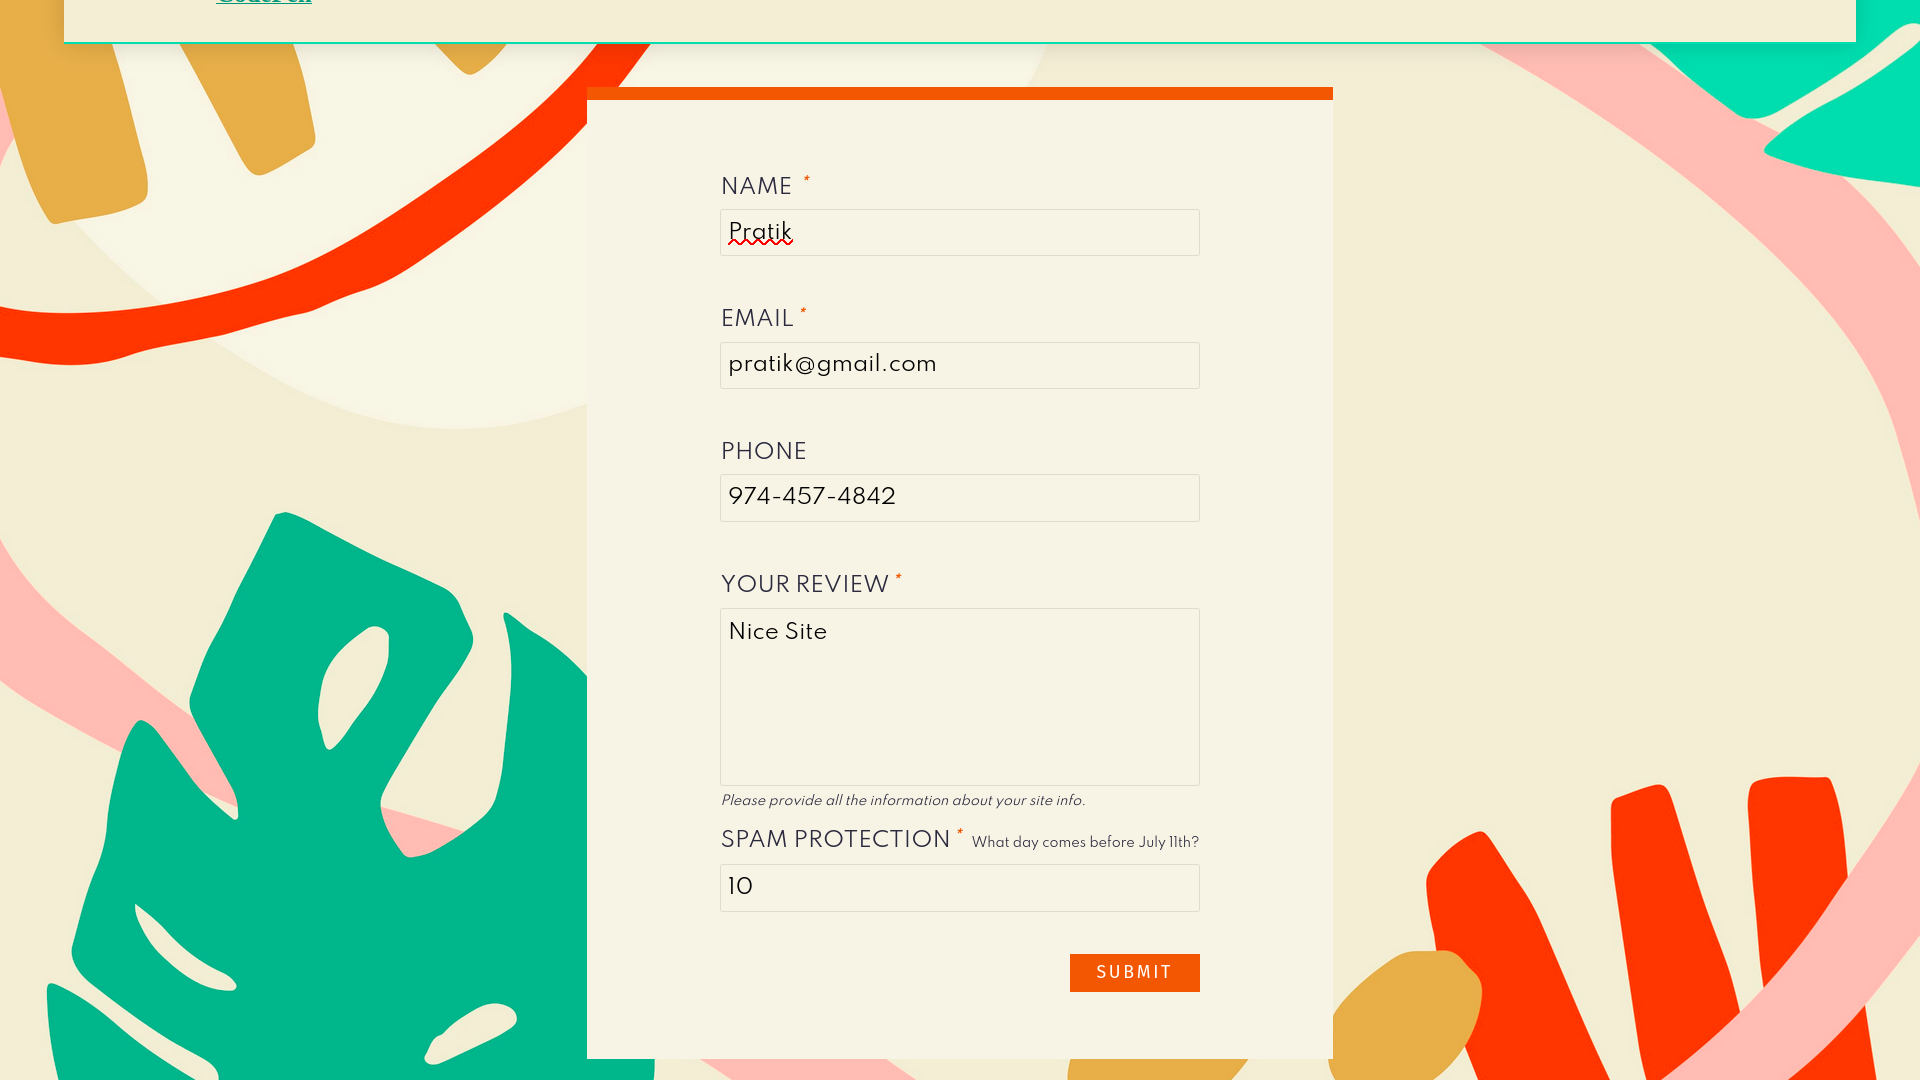 NAME *
Pratik
EMAIL *
pratik@gmail.com
PHONE
974-457-4842
YOUR REVIEW *
Nice Site
Please provide all the information about your site info.
SPAM PROTECTION * What day comes before July 11th?
10
SUBMIT